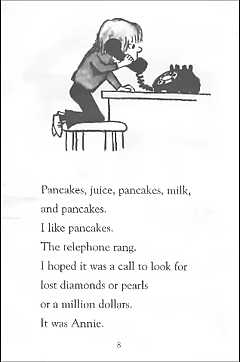 Pancakes, juice, pancakes, milk,
and pancakes.
I like pancakes.
The telephone rang.
I hoped it was a call to look for
lost diamonds or pearls
or a million dollars.
It was Annie.
8